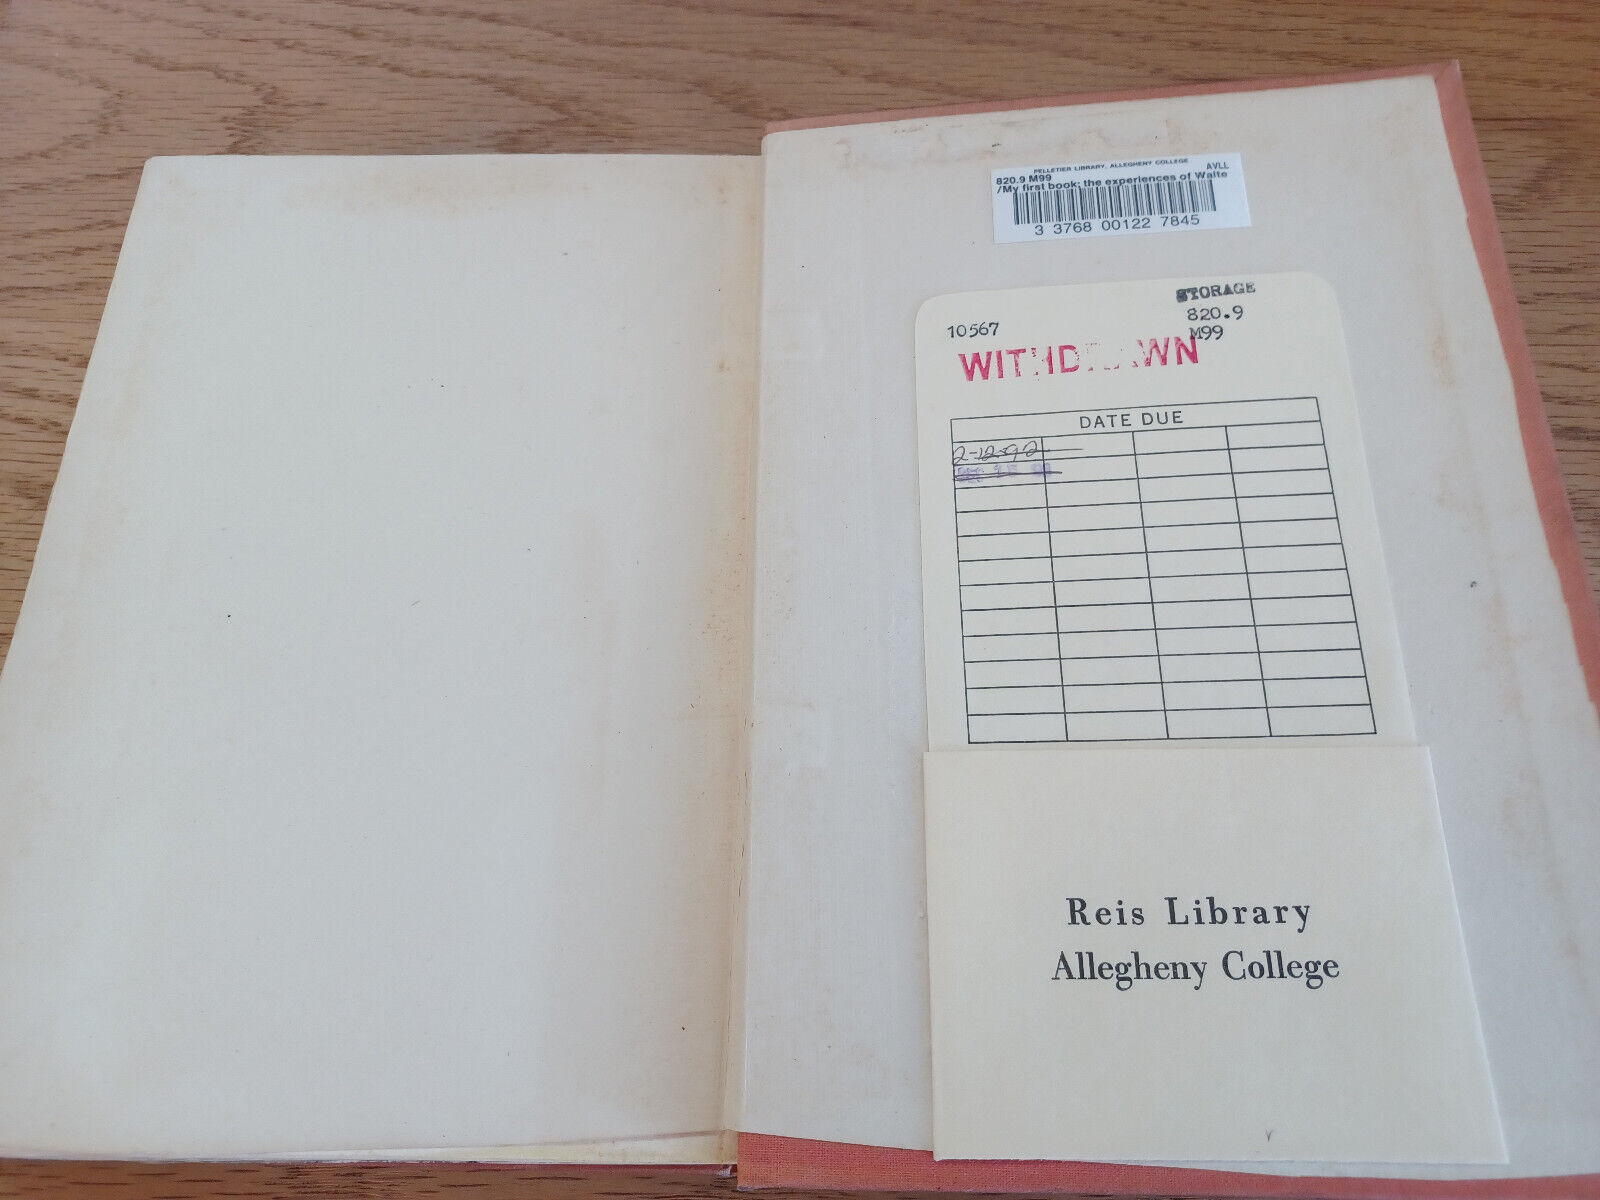 PELLETIER LIBRARY, ALLEGHENY COLLEGE
820.9 M99 AVLL
/My first book; the experiences of Walte
3 3768 00122 7845
STORAGE
10567 820.9
M99
WITHDRAWN
DATE DUE
2-12-92
Reis Library
Allegheny College